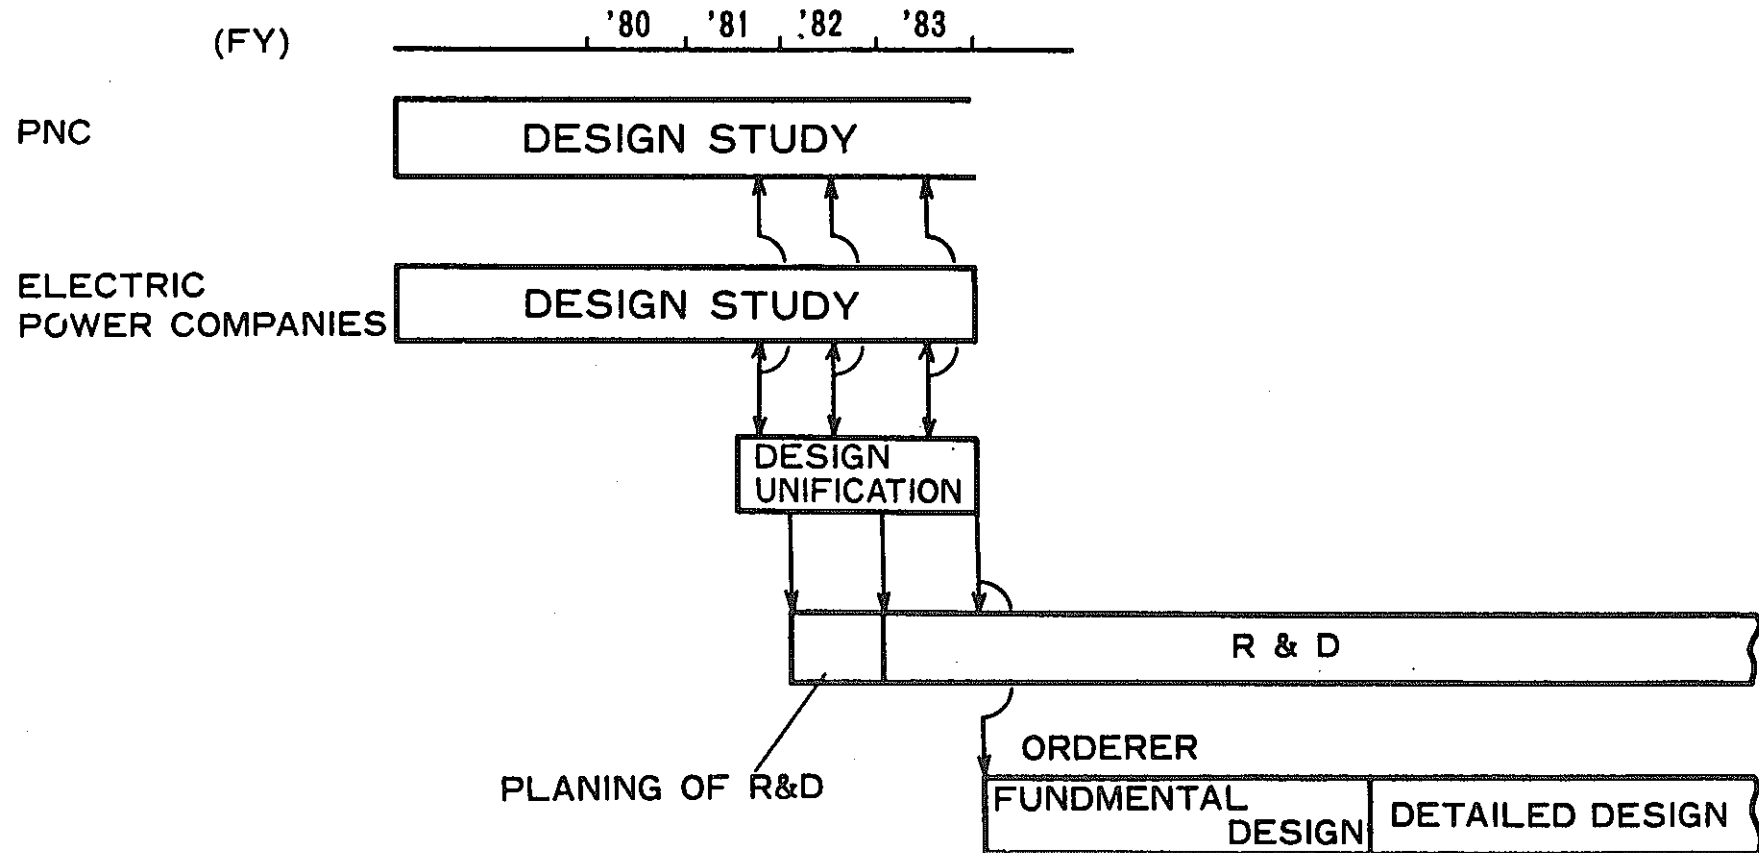 (FY) '80 '81 '82 '83
PNC
DESIGN STUDY
ELECTRIC
POWER COMPANIES
DESIGN STUDY
DESIGN
UNIFICATION
R & D
PLANING OF R&D
ORDERER
FUNDMENTAL
DESIGN
DETAILED DESIGN